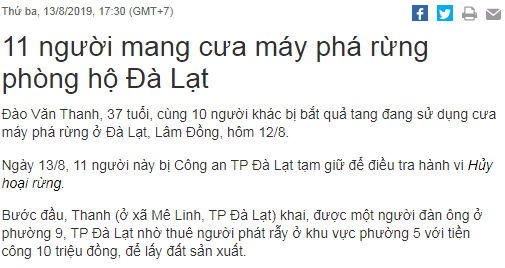 Thứ ba, 13/8/2019, 17:30 (GMT+7)
11 người mang cưa máy phá rừng
phòng hộ Đà Lạt
Đào Văn Thanh, 37 tuổi, cùng 10 người khác bị bắt quả tang đang sử dụng cưa
máy phá rừng ở Đà Lạt, Lâm Đồng, hôm 12/8.
Ngày 13/8, 11 người này bị Công an TP Đà Lạt tạm giữ để điều tra hành vi Hủy
hoại rừng.
Bước đầu, Thanh (ở xã Mê Linh, TP Đà Lạt) khai, được một người đàn ông ở
phường 9, TP Đà Lạt nhờ thuê người phát rẫy ở khu vực phường 5 với tiền
công 10 triệu đồng, để lấy đất sản xuất.